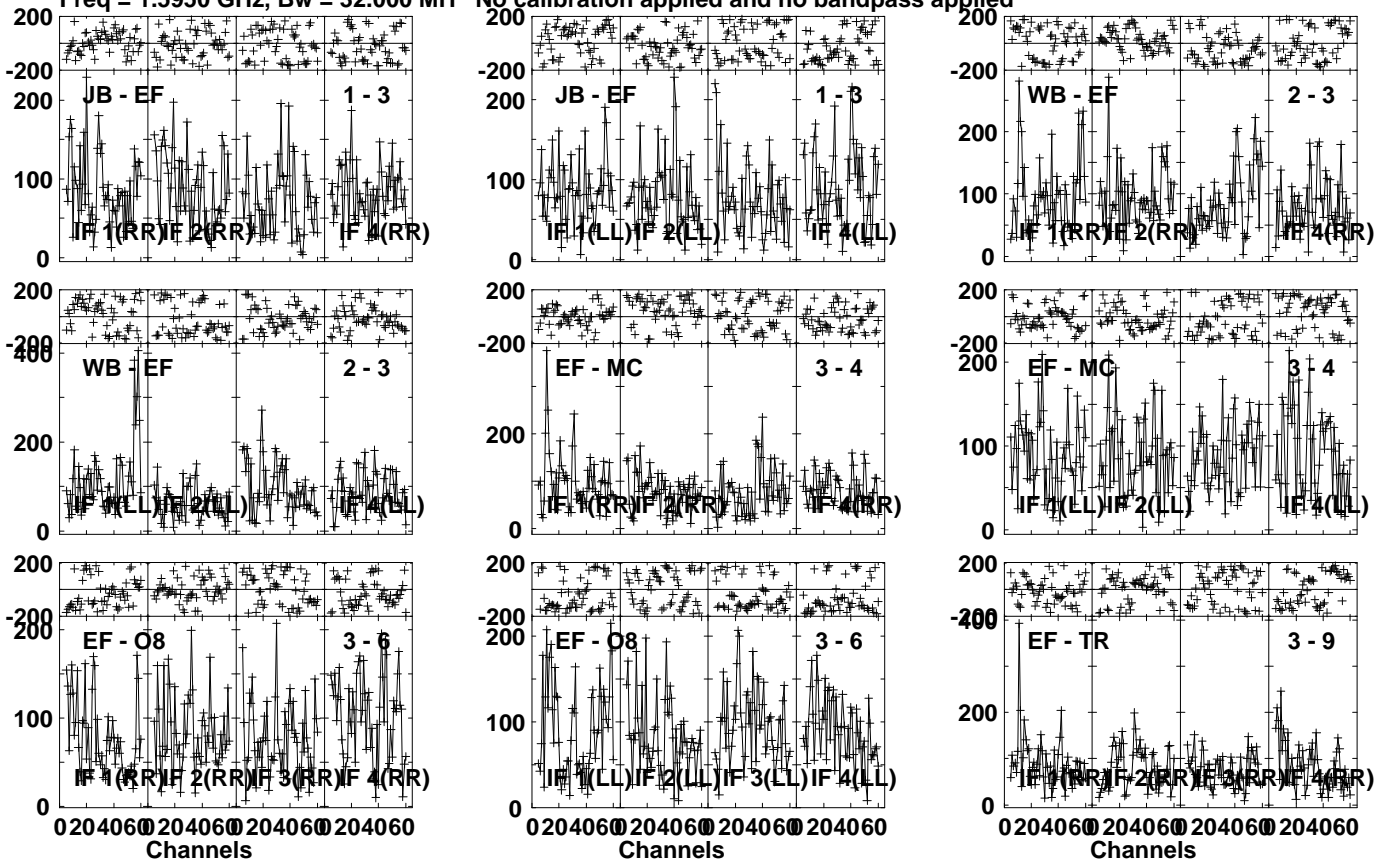 Freq = 1.5950 GHz, Bw = 32.000 MH No calibration applied and no bandpass applied
200
-200
200
100
0
JB - EF 1 - 3
IF 1(RR) IF 2(RR) IF 4(RR)
200
-200
200
100
0
JB - EF 1 - 3
IF 1(LL) IF 2(LL) IF 4(LL)
200
-200
200
100
0
WB - EF 2 - 3
IF 1(RR) IF 2(RR) IF 4(RR)
200
-200
400
200
0
WB - EF 2 - 3
IF 1(LL) IF 2(LL) IF 4(LL)
200
-200
200
0
EF - MC 3 - 4
IF 1(RR) IF 2(RR) IF 4(RR)
200
-200
200
100
0
EF - MC 3 - 4
IF 1(LL) IF 2(LL) IF 4(LL)
200
-200
200
100
0
EF - O8 3 - 6
IF 1(RR) IF 2(RR) IF 3(RR) IF 4(RR)
0 20 40 60 0 20 40 60 0 20 40 60 0 20 40 60
Channels
200
-200
200
100
0
EF - O8 3 - 6
IF 1(LL) IF 2(LL) IF 3(LL) IF 4(LL)
0 20 40 60 0 20 40 60 0 20 40 60 0 20 40 60
Channels
200
-200
400
200
0
EF - TR 3 - 9
IF 1(RR) IF 2(RR) IF 3(RR) IF 4(RR)
0 20 40 60 0 20 40 60 0 20 40 60 0 20 40 60
Channels